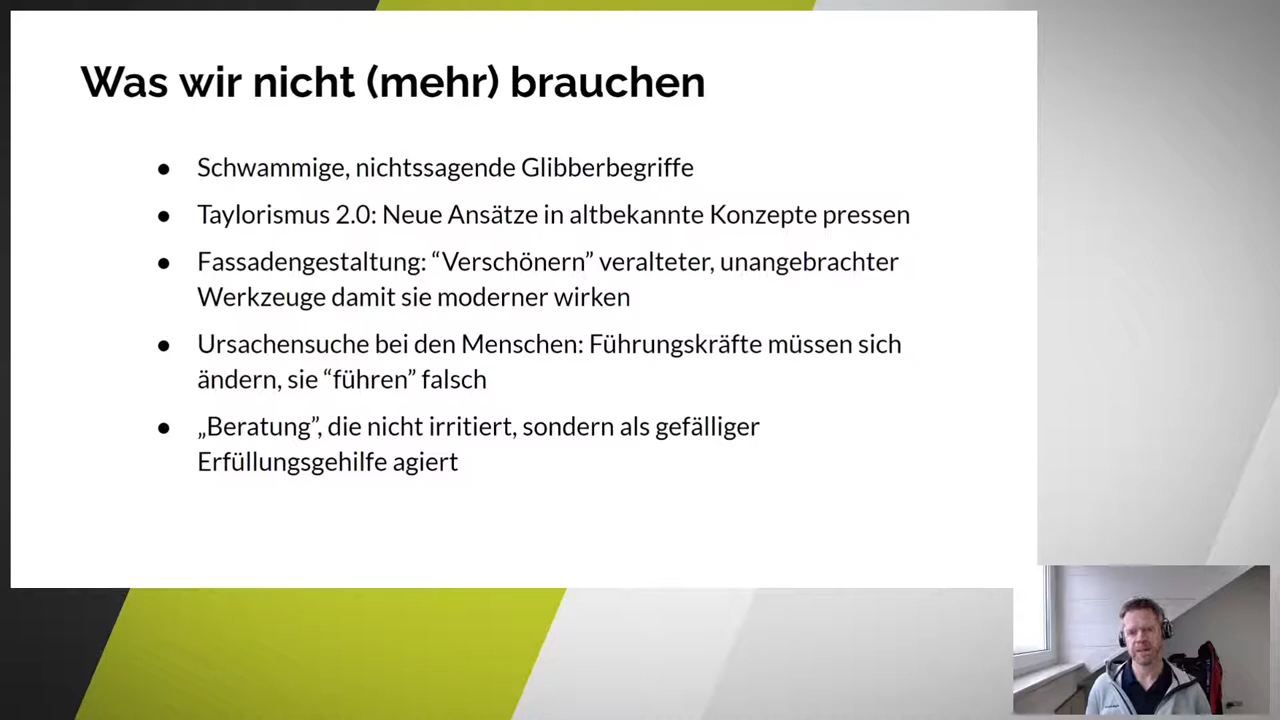 Was wir nicht (mehr) brauchen
● Schwammige, nichtssagende Glibberbegriffe
● Taylorismus 2.0: Neue Ansätze in altbekannte Konzepte pressen
● Fassadengestaltung: “Verschönern” veralteter, unangebrachter
Werkzeuge damit sie moderner wirken
● Ursachensuche bei den Menschen: Führungskräfte müssen sich
ändern, sie “führen” falsch
● „Beratung”, die nicht irritiert, sondern als gefälliger
Erfüllungsgehilfe agiert